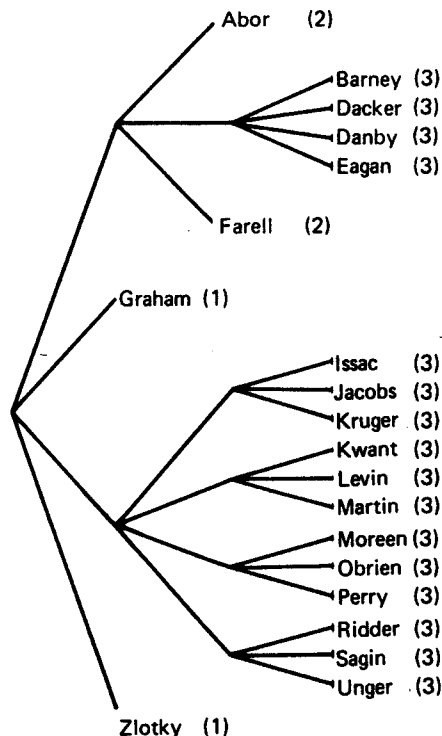 Abor (2)
Barney (3)
Dacker (3)
Danby (3)
Eagan (3)
Farell (2)
Graham (1)
Issac (3)
Jacobs (3)
Kruger (3)
Kwant (3)
Levin (3)
Martin (3)
Moreen (3)
Obrien (3)
Perry (3)
Ridder (3)
Sagin (3)
Unger (3)
Zlotky (1)